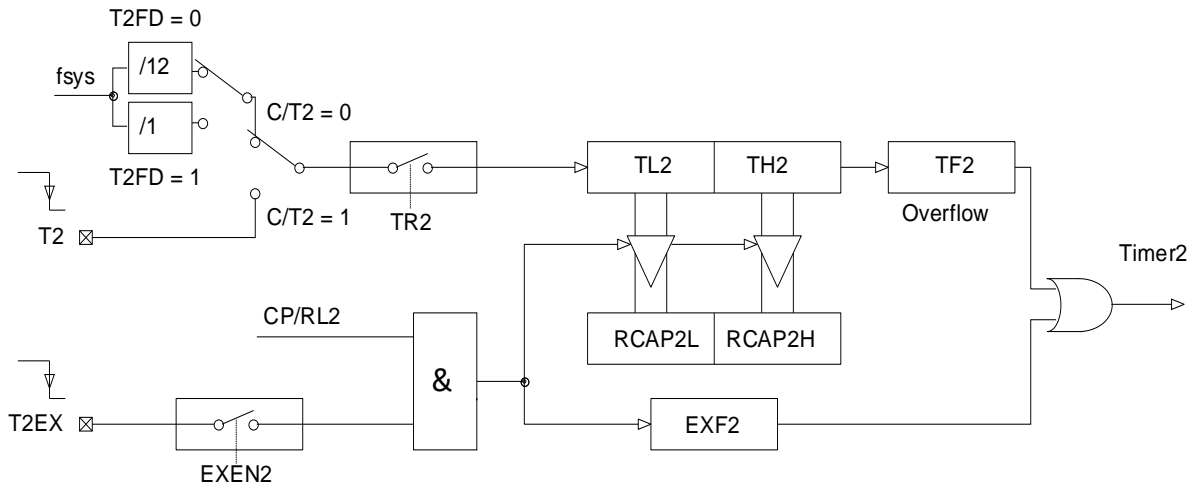 T2FD = 0
/12
fsys
C/T2 = 0
/1
T2FD = 1
TL2
TH2
TF2
C/T2 = 1
TR2
Overflow
T2
Timer2
CP/RL2
RCAP2L
RCAP2H
&
T2EX
EXF2
EXEN2